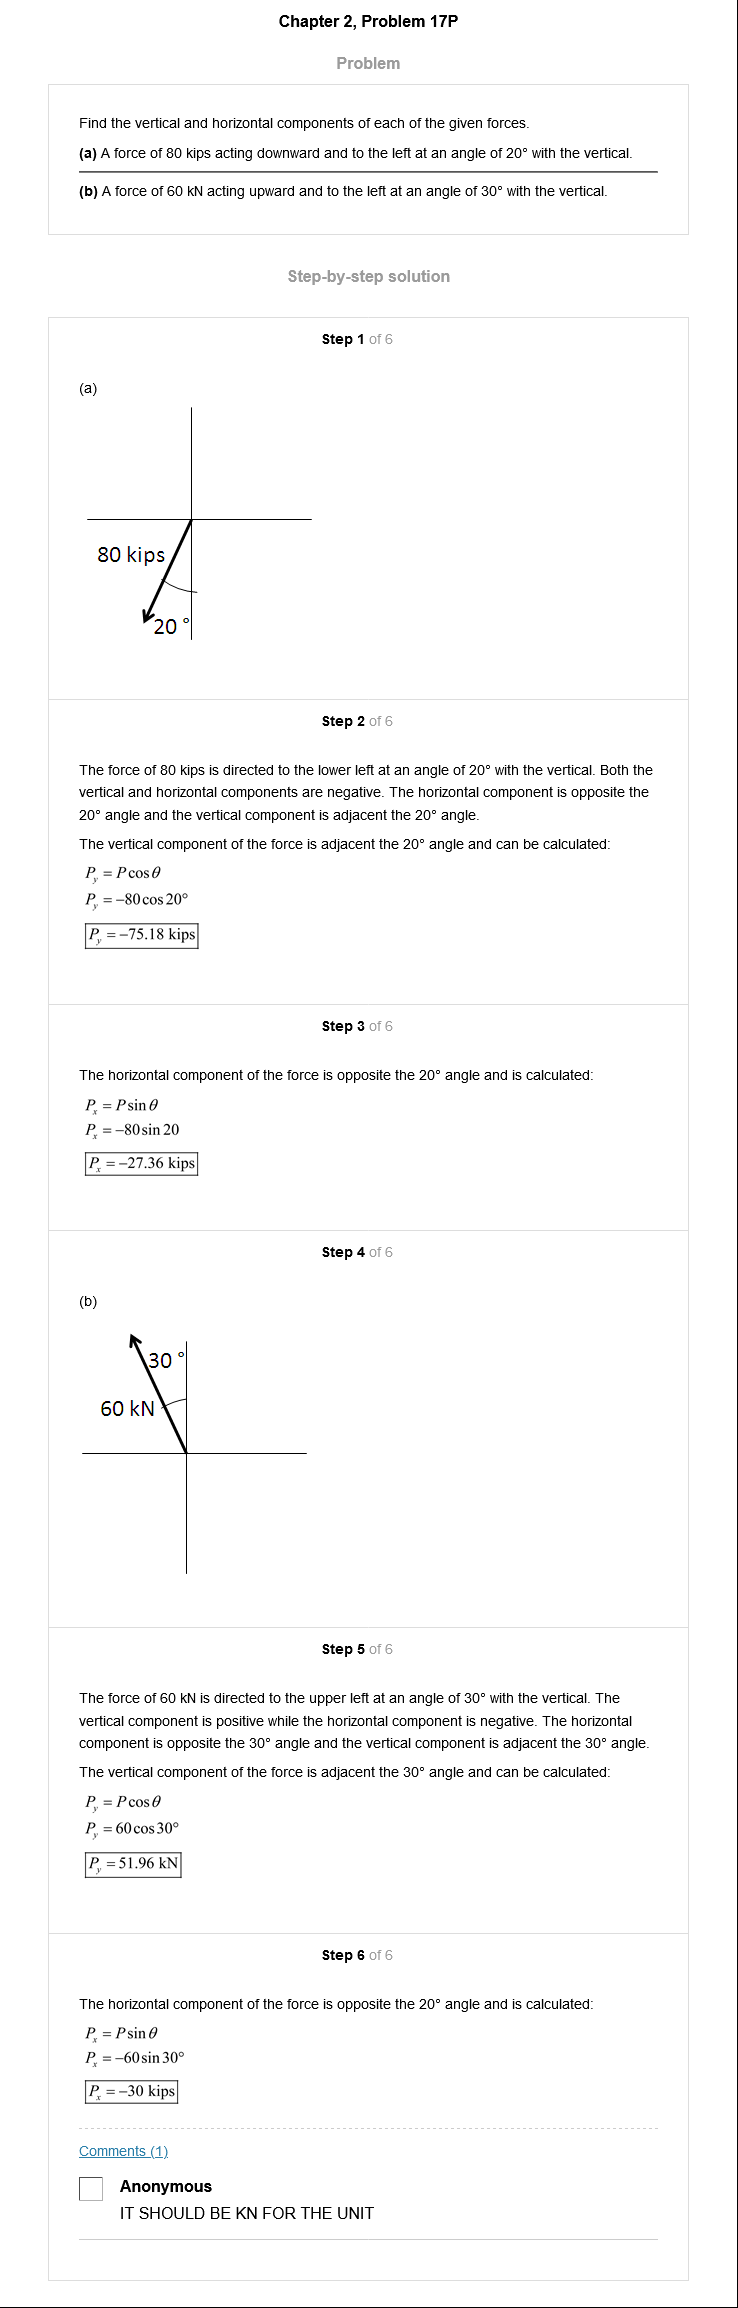 Chapter 2, Problem 17P
Problem
Find the vertical and horizontal components of each of the given forces.
(a) A force of 80 kips acting downward and to the left at an angle of 20° with the vertical.
(b) A force of 60 kN acting upward and to the left at an angle of 30° with the vertical.
Step-by-step solution
Step 1 of 6
(a)
80 kips
20 °
Step 2 of 6
The force of 80 kips is directed to the lower left at an angle of 20° with the vertical. Both the
vertical and horizontal components are negative. The horizontal component is opposite the
20° angle and the vertical component is adjacent the 20° angle.
The vertical component of the force is adjacent the 20° angle and can be calculated:
P_y = P cos θ
P_y = −80 cos 20°
P_y = −75.18 kips
Step 3 of 6
The horizontal component of the force is opposite the 20° angle and is calculated:
P_x = P sin θ
P_x = −80 sin 20
P_x = −27.36 kips
Step 4 of 6
(b)
30 °
60 kN
Step 5 of 6
The force of 60 kN is directed to the upper left at an angle of 30° with the vertical. The
vertical component is positive while the horizontal component is negative. The horizontal
component is opposite the 30° angle and the vertical component is adjacent the 30° angle.
The vertical component of the force is adjacent the 30° angle and can be calculated:
P_y = P cos θ
P_y = 60 cos 30°
P_y = 51.96 kN
Step 6 of 6
The horizontal component of the force is opposite the 20° angle and is calculated:
P_x = P sin θ
P_x = −60 sin 30°
P_x = −30 kips
Comments (1)
Anonymous
IT SHOULD BE KN FOR THE UNIT